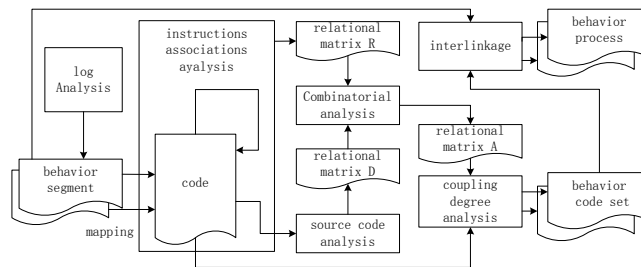 instructions
associations
ayalysis
relational
matrix R
interlinkage
behavior
process
log
Analysis
Combinatorial
analysis
relational
matrix A
behavior
segment
code
relational
matrix D
coupling
degree
analysis
behavior
code set
mapping
source code
analysis